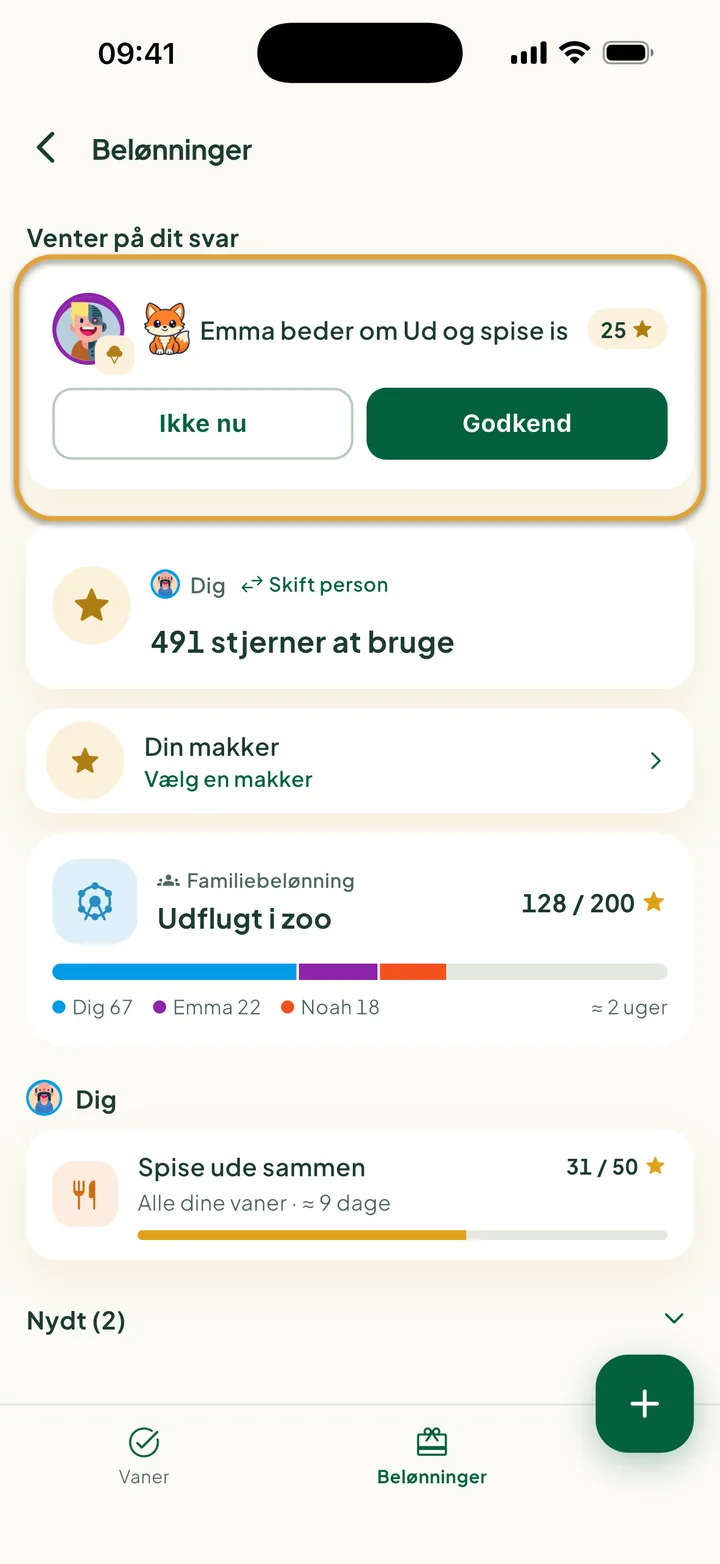 09:41
Belønninger
Venter på dit svar
Emma beder om Ud og spise is
25
Ikke nu
Godkend
Dig
Skift person
491 stjerner at bruge
Din makker
Vælg en makker
Familiebelønning
Udflugt i zoo
128 / 200
Dig 67
Emma 22
Noah 18
≈ 2 uger
Dig
Spise ude sammen
31 / 50
Alle dine vaner · ≈ 9 dage
Nydt (2)
Vaner
Belønninger